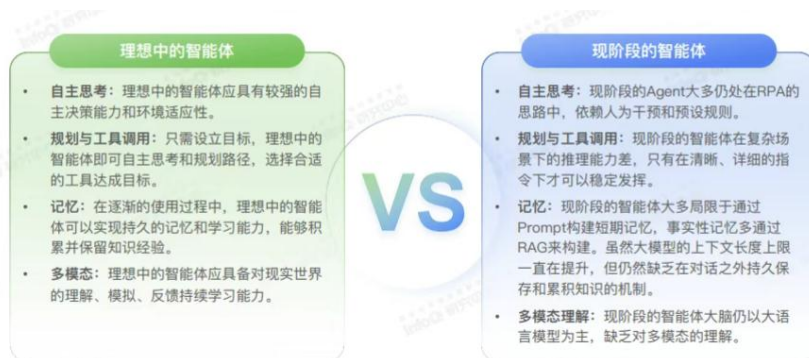 理想中的智能体
• 自主思考：理想中的智能体应具有较强的自
主决策能力和环境适应性。
• 规划与工具调用：只需设立目标，理想中的
智能体即可自主思考和规划路径，选择合适
的工具达成目标。
• 记忆：在逐渐的使用过程中，理想中的智能
体可以实现持久的记忆和学习能力，能够积
累并保留知识经验。
• 多模态：理想中的智能体应具备对现实世界
的理解、模拟、反馈持续学习能力。
VS
现阶段的智能体
• 自主思考：现阶段的Agent大多仍处在RPA的
思路中，依赖人为干预和预设规则。
• 规划与工具调用：现阶段的智能体在复杂场
景下的推理能力差，只有在清晰、详细的指
令下才可以稳定发挥。
• 记忆：现阶段的智能体大多局限于通过
Prompt构建短期记忆，事实性记忆多通过
RAG来构建。虽然大模型的上下文长度上限
一直在提升，但仍然缺乏在对话之外持久保
存和累积知识的机制。
• 多模态理解：现阶段的智能体大脑仍以大语
言模型为主，缺乏对多模态的理解。